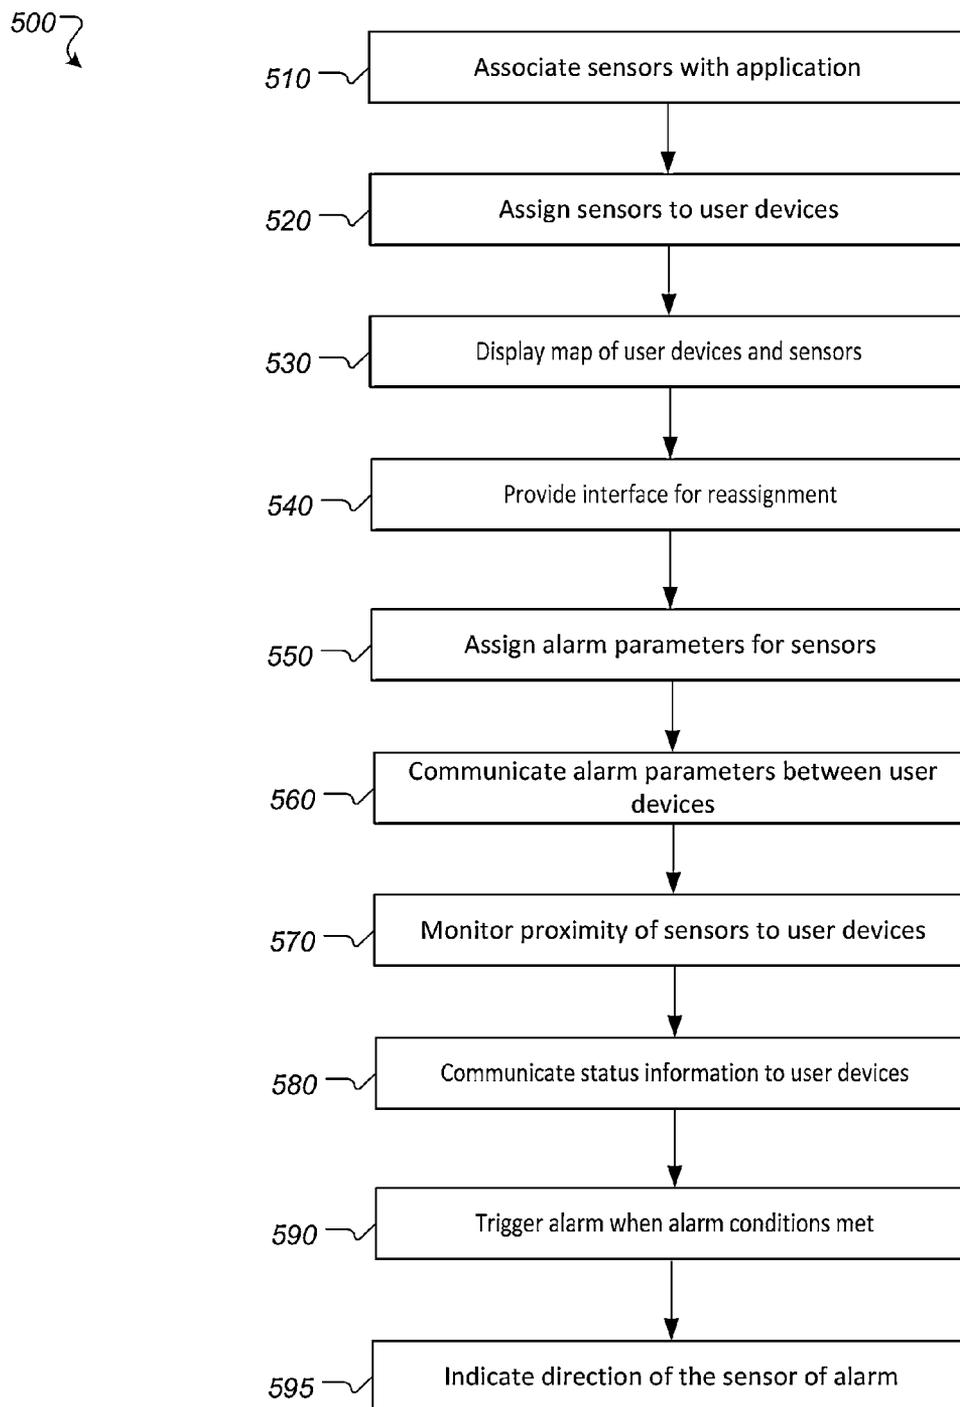 500
510
Associate sensors with application
520
Assign sensors to user devices
530
Display map of user devices and sensors
540
Provide interface for reassignment
550
Assign alarm parameters for sensors
560
Communicate alarm parameters between user
devices
570
Monitor proximity of sensors to user devices
580
Communicate status information to user devices
590
Trigger alarm when alarm conditions met
595
Indicate direction of the sensor of alarm